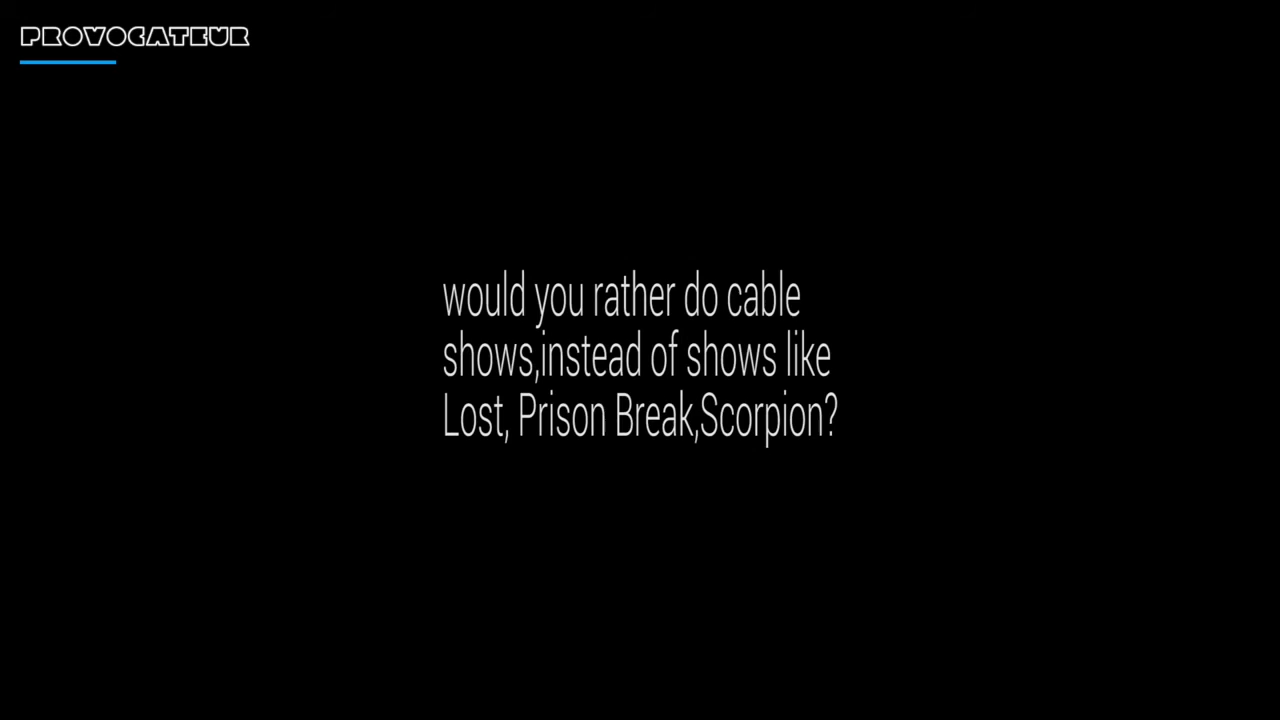 PROVOCATEUR
would you rather do cable
shows,instead of shows like
Lost, Prison Break,Scorpion?